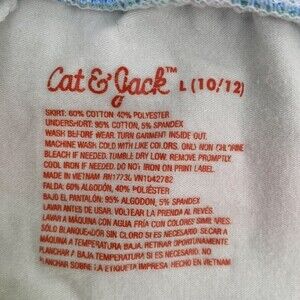 Cat & Jack™ L (10/12)
SKIRT: 60% COTTON, 40% POLYESTER
UNDERSHORT: 95% COTTON, 5% SPANDEX
WASH BEFORE WEAR. TURN GARMENT INSIDE OUT.
MACHINE WASH COLD WITH LIKE COLORS. ONLY NON CHLORINE
BLEACH IF NEEDED. TUMBLE DRY LOW. REMOVE PROMPTLY.
COOL IRON IF NEEDED. DO NOT IRON ON PRINT LABEL.
MADE IN VIETNAM RN17730 VN1042782
FALDA: 60% ALGODÓN, 40% POLIÉSTER
BAJO EL PANTALÓN: 95% ALGODÓN, 5% SPANDEX
LAVAR ANTES DE USAR. VOLTEAR LA PRENDA AL REVÉS.
LAVAR A MÁQUINA CON AGUA FRÍA CON COLORES SIMILARES.
SÓLO BLANQUEADOR SIN CLORO SI ES NECESARIO SECAR A
MÁQUINA A TEMPERATURA BAJA. RETIRAR OPORTUNAMENTE.
PLANCHAR A BAJA TEMPERATURA SI ES NECESARIO NO
PLANCHAR SOBRE LA ETIQUETA IMPRESA. HECHO EN VIETNAM